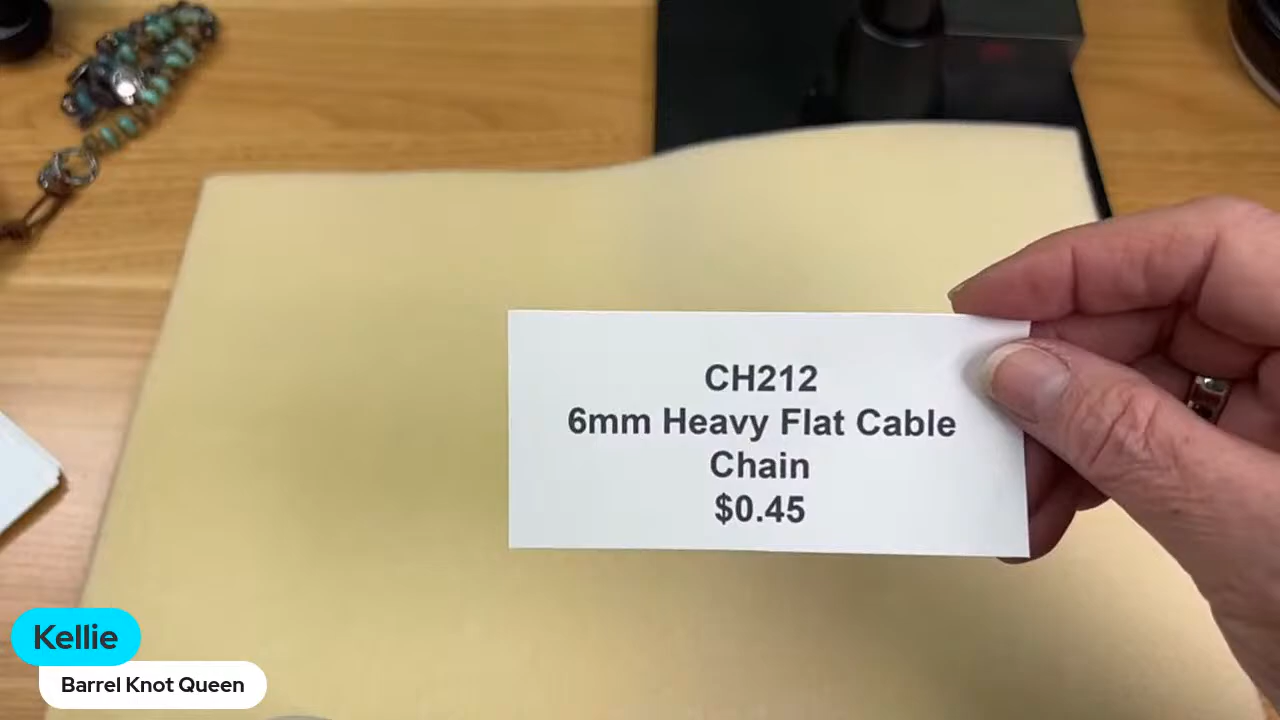 CH212
6mm Heavy Flat Cable
Chain
$0.45
Kellie
Barrel Knot Queen